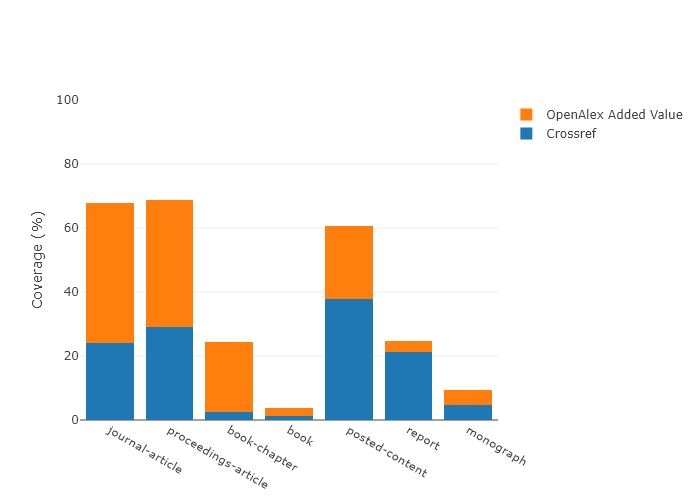 100
80
60
40
20
0
Coverage (%)
journal-article
proceedings-article
book-chapter
book
posted-content
report
monograph
OpenAlex Added Value
Crossref